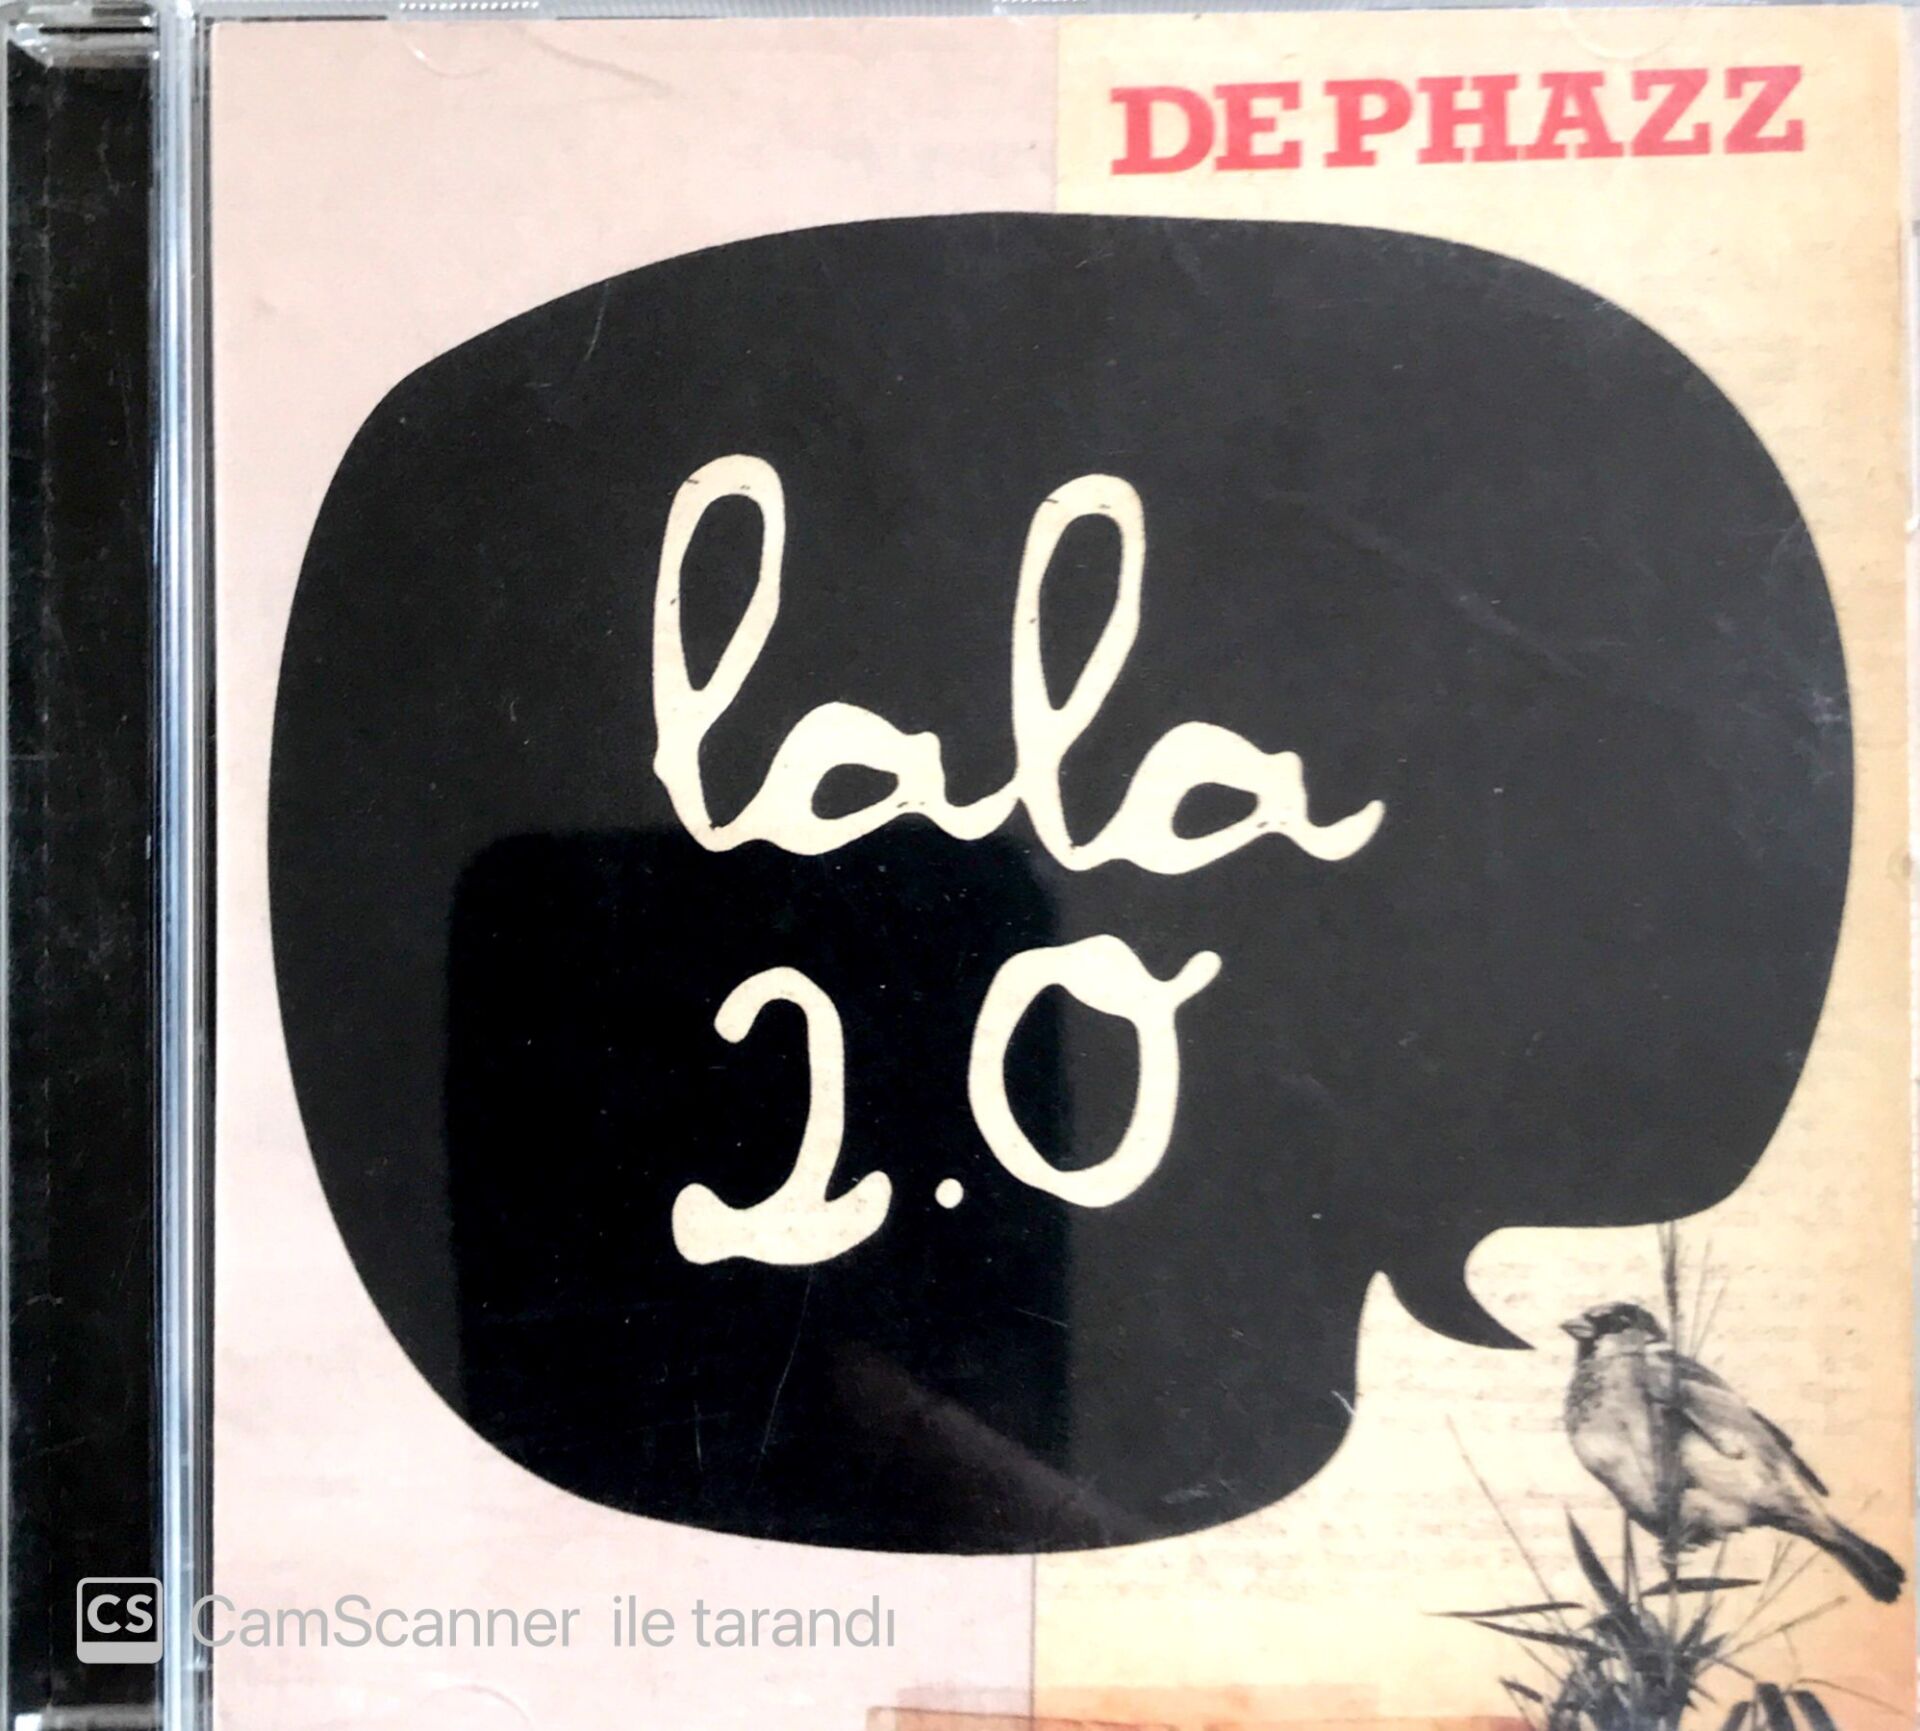 DE PHAZZ
lala
2.0
CS CamScanner ile tarandı